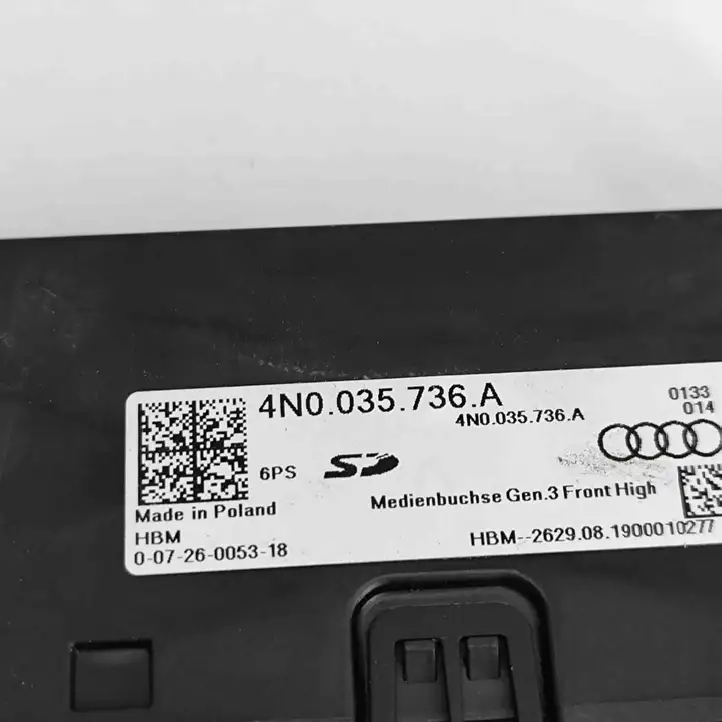 4N0.035.736.A
4N0.035.736.A
0133
014
6PS
SD
Medienbuchse Gen.3 Front High
Made in Poland
HBM
0-07-26-0053-18
HBM--2629.08.1900010277